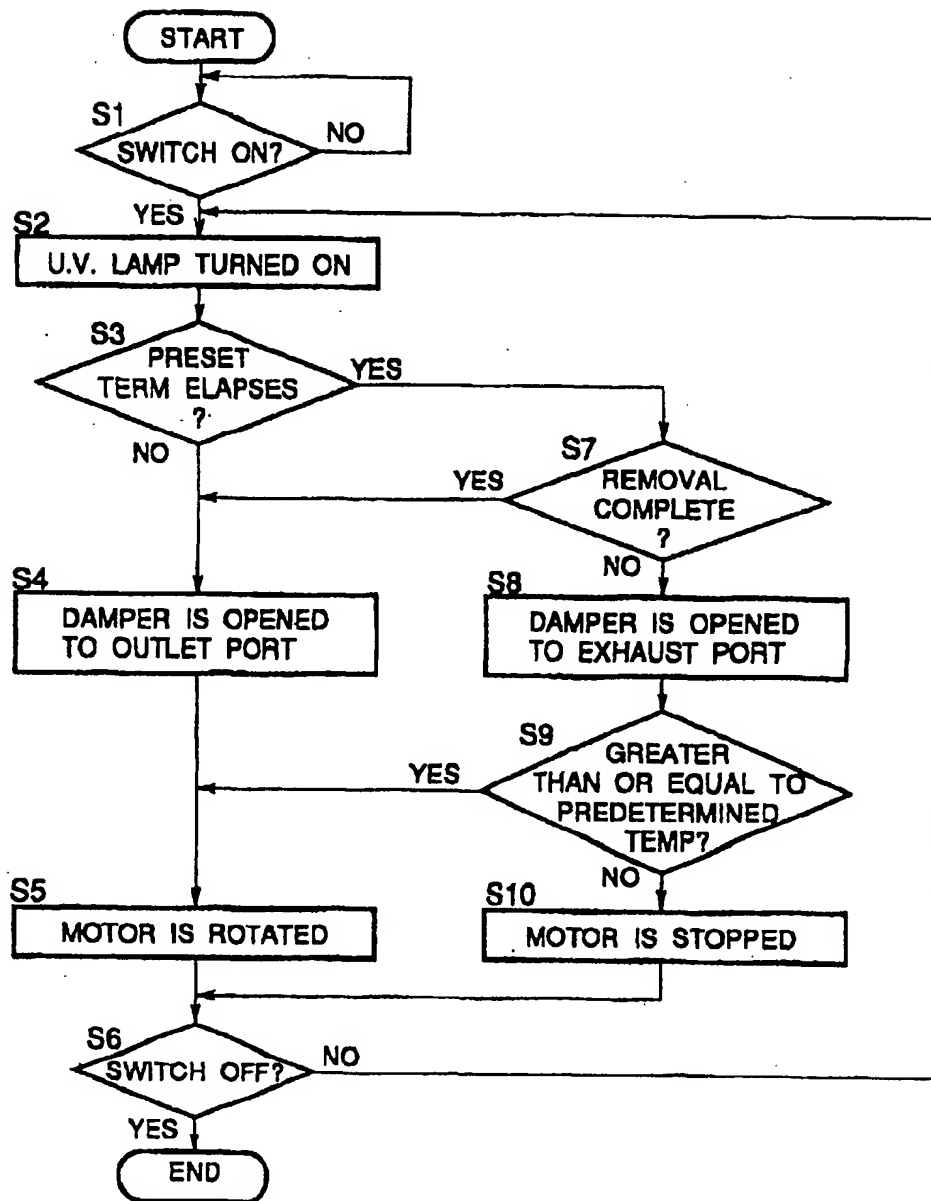 START
S1
SWITCH ON?
NO
YES
S2
U.V. LAMP TURNED ON
S3
PRESET
TERM ELAPSES
?
YES
NO
S7
REMOVAL
COMPLETE
?
YES
NO
S4
DAMPER IS OPENED
TO OUTLET PORT
S8
DAMPER IS OPENED
TO EXHAUST PORT
S9
GREATER
THAN OR EQUAL TO
PREDETERMINED
TEMP?
YES
NO
S5
MOTOR IS ROTATED
S10
MOTOR IS STOPPED
S6
SWITCH OFF?
NO
YES
END